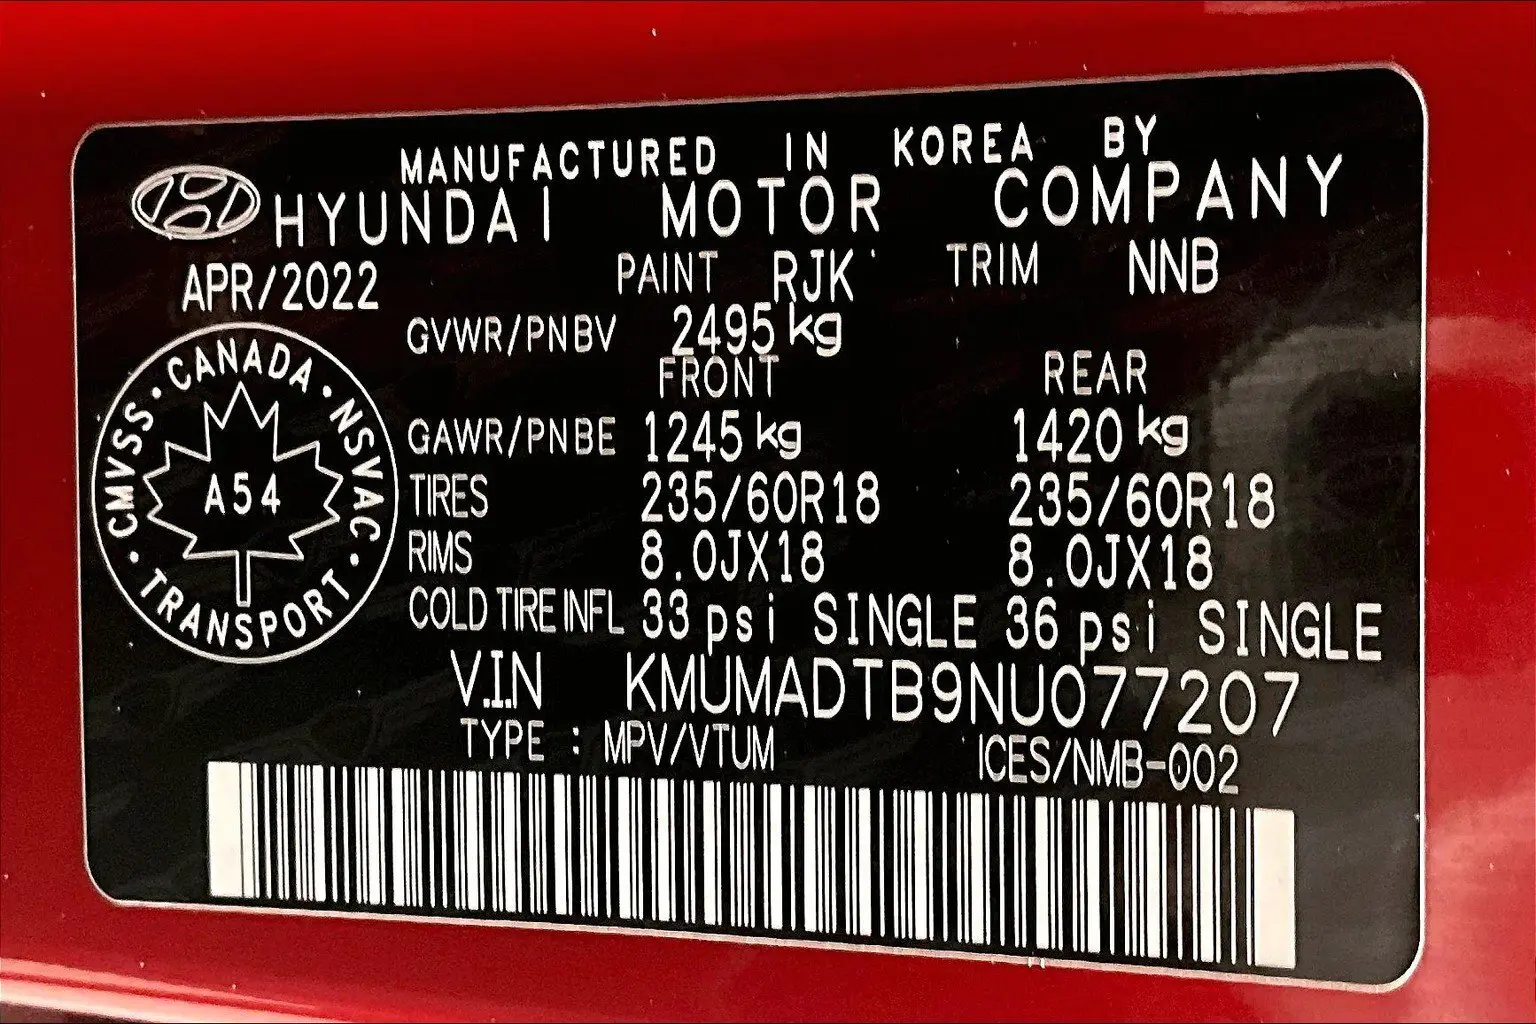 MANUFACTURED IN KOREA BY
HYUNDAI MOTOR COMPANY
APR/2022 PAINT RJK TRIM NNB
GVWR/PNBV 2495 kg
FRONT REAR
GAWR/PNBE 1245 kg 1420 kg
TIRES 235/60R18 235/60R18
RIMS 8.0JX18 8.0JX18
COLD TIRE INFL 33 psi SINGLE 36 psi SINGLE
V.I.N KMUMADTB9NU077207
TYPE : MPV/VTUM ICES/NMB-002
CMVSS · CANADA · NSVAC · TRANSPORT ·
A54